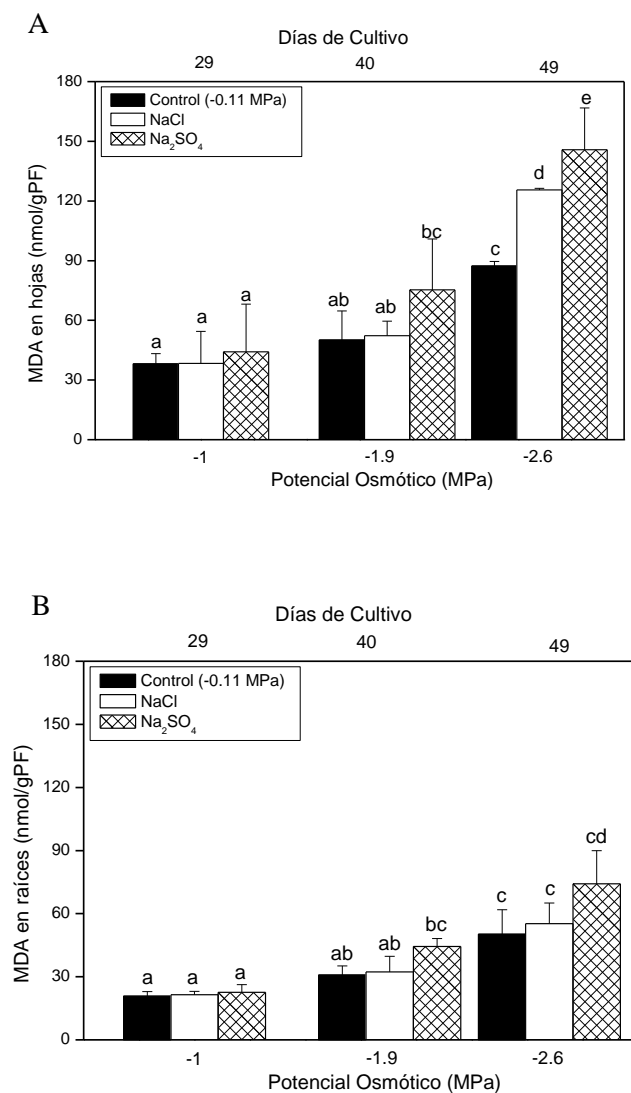 A
Días de Cultivo
29 40 49
180
150
120
90
60
30
0
MDA en hojas (nmol/gPF)
Control (-0.11 MPa)
NaCl
Na₂SO₄
a a a
ab ab bc
c d e
-1 -1.9 -2.6
Potencial Osmótico (MPa)
B
Días de Cultivo
29 40 49
180
150
120
90
60
30
0
MDA en raíces (nmol/gPF)
Control (-0.11 MPa)
NaCl
Na₂SO₄
a a a
ab ab bc
c c cd
-1 -1.9 -2.6
Potencial Osmótico (MPa)